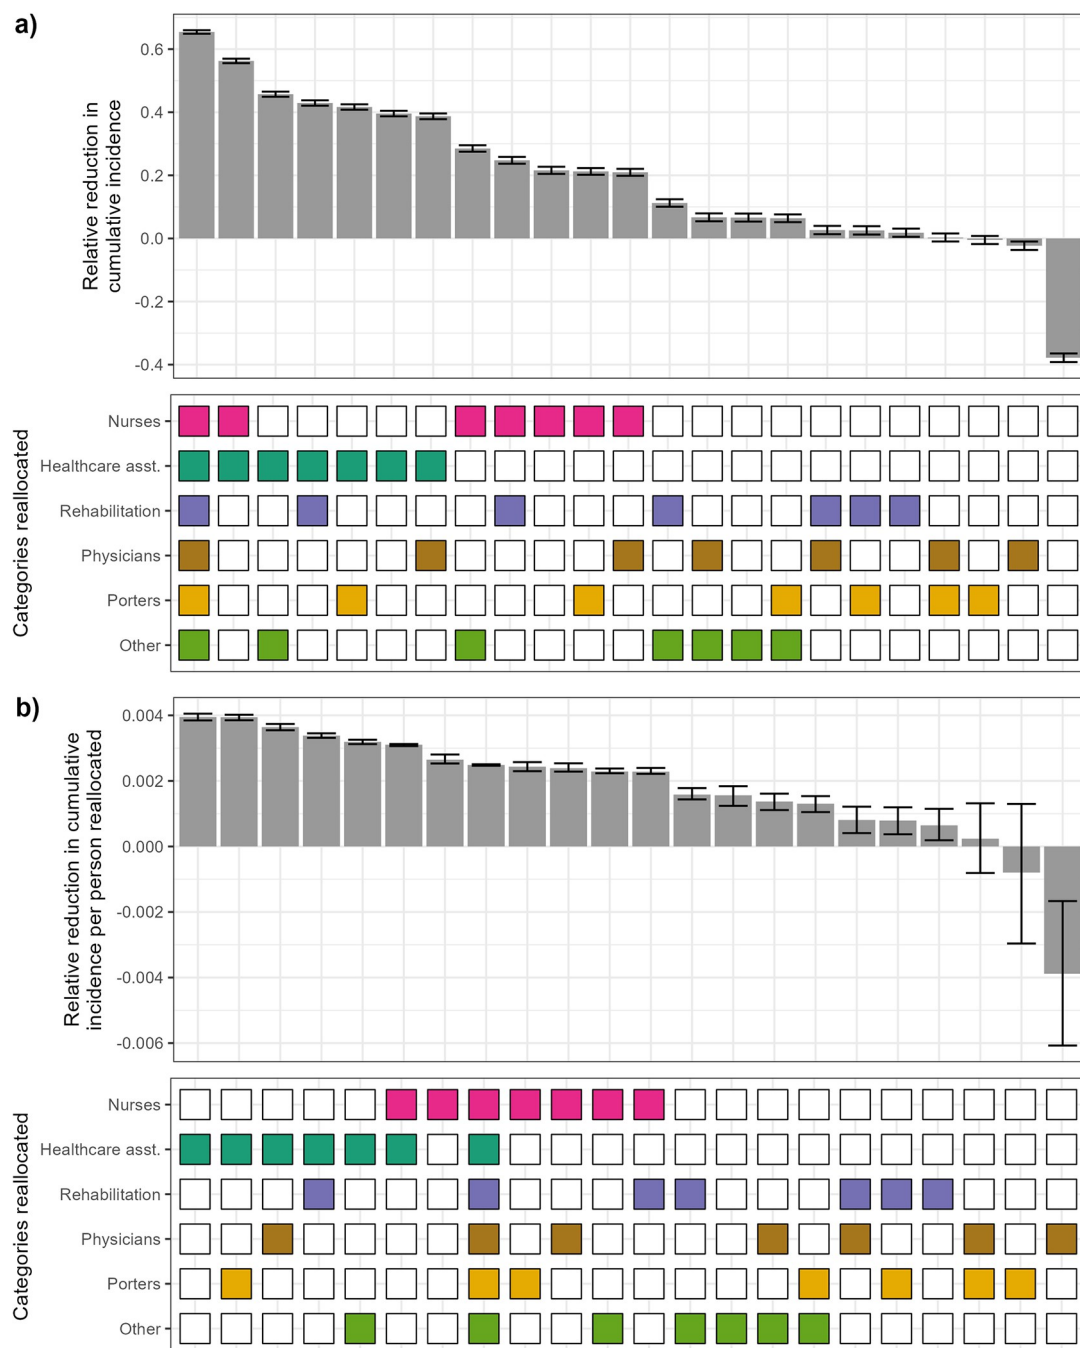 a)
Relative reduction in
cumulative incidence
0.6
0.4
0.2
0.0
-0.2
-0.4
Categories reallocated
Nurses
Healthcare asst.
Rehabilitation
Physicians
Porters
Other
b)
Relative reduction in cumulative
incidence per person reallocated
0.004
0.002
0.000
-0.002
-0.004
-0.006
Categories reallocated
Nurses
Healthcare asst.
Rehabilitation
Physicians
Porters
Other